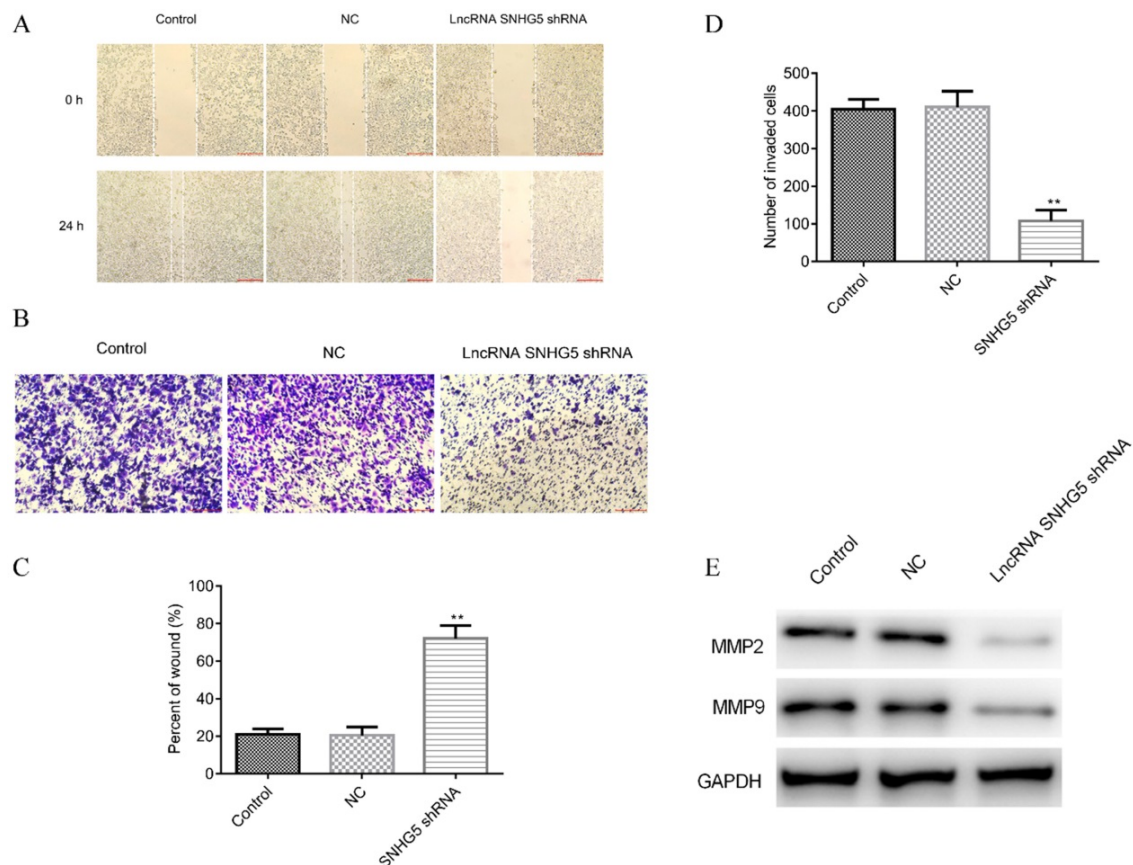 A
Control NC LncRNA SNHG5 shRNA
0 h
24 h
B
Control NC LncRNA SNHG5 shRNA
C
Percent of wound (%)
100
80
60
40
20
0
**
Control NC SNHG5 shRNA
D
Number of invaded cells
500
400
300
200
100
0
**
Control NC SNHG5 shRNA
E
Control NC LncRNA SNHG5 shRNA
MMP2
MMP9
GAPDH